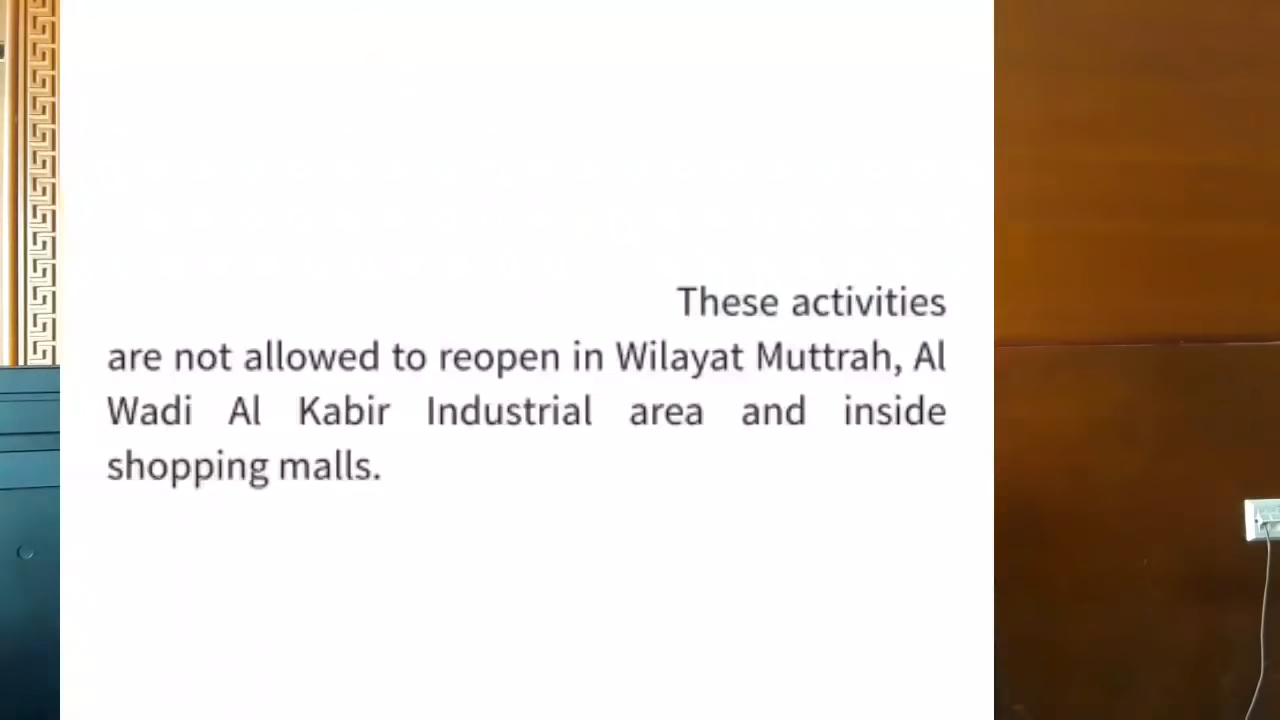 These activities
are not allowed to reopen in Wilayat Muttrah, Al
Wadi Al Kabir Industrial area and inside
shopping malls.